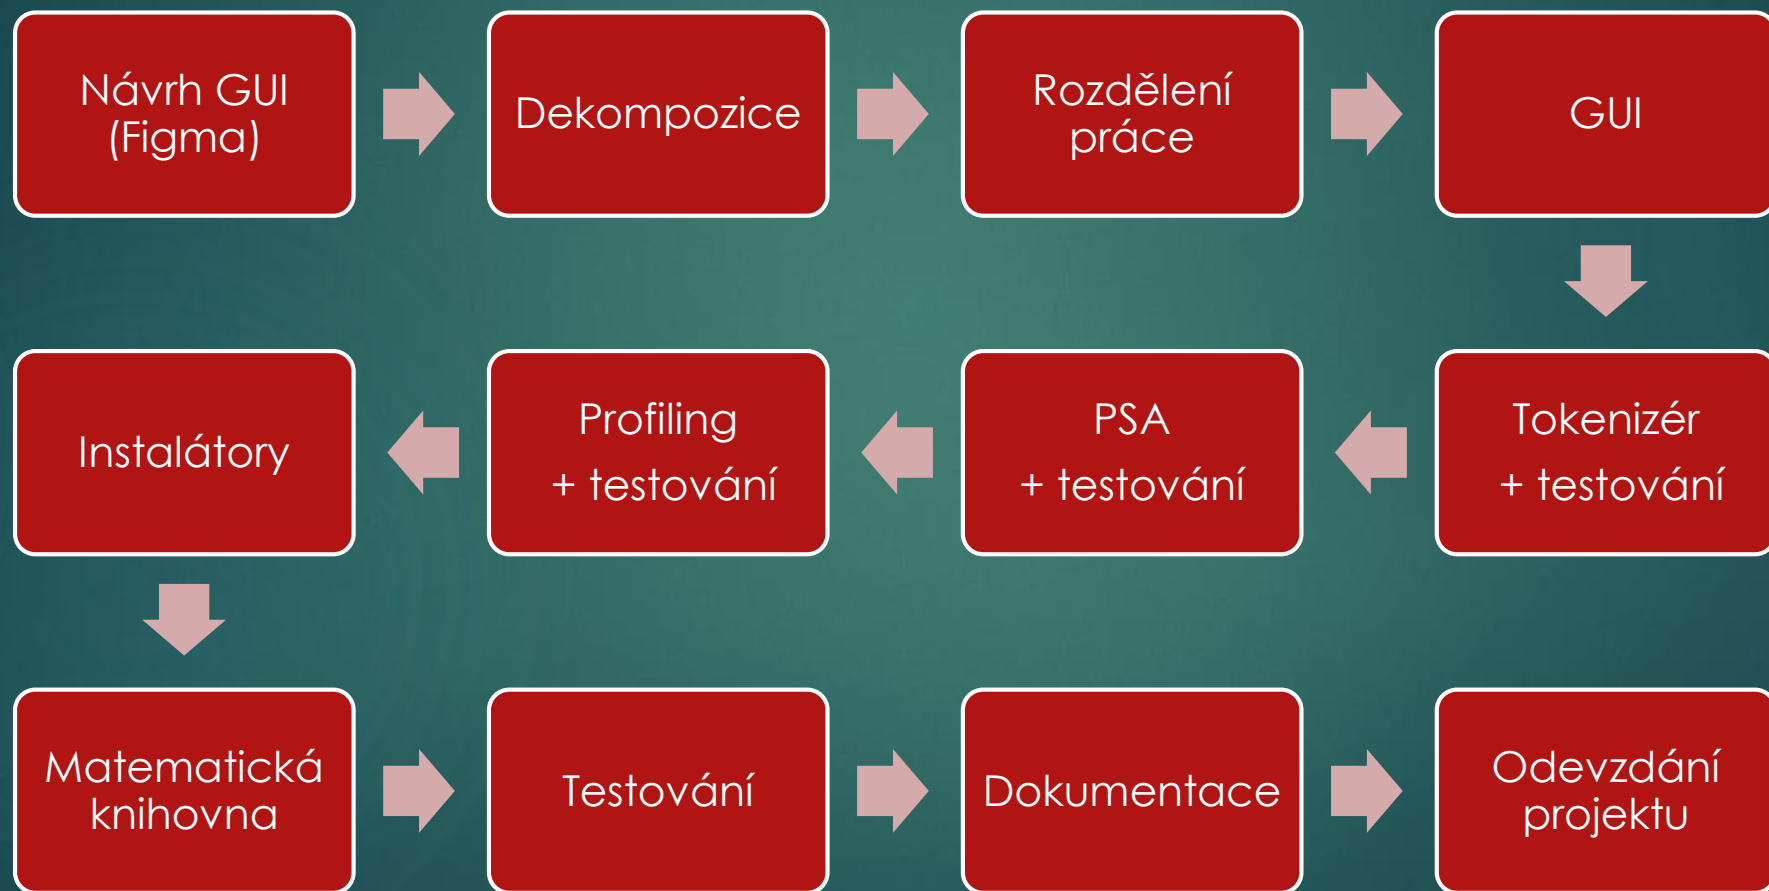 Návrh GUI
(Figma)
Dekompozice
Rozdělení
práce
GUI
Tokenizér
+ testování
PSA
+ testování
Profiling
+ testování
Instalátory
Matematická
knihovna
Testování
Dokumentace
Odevzdání
projektu